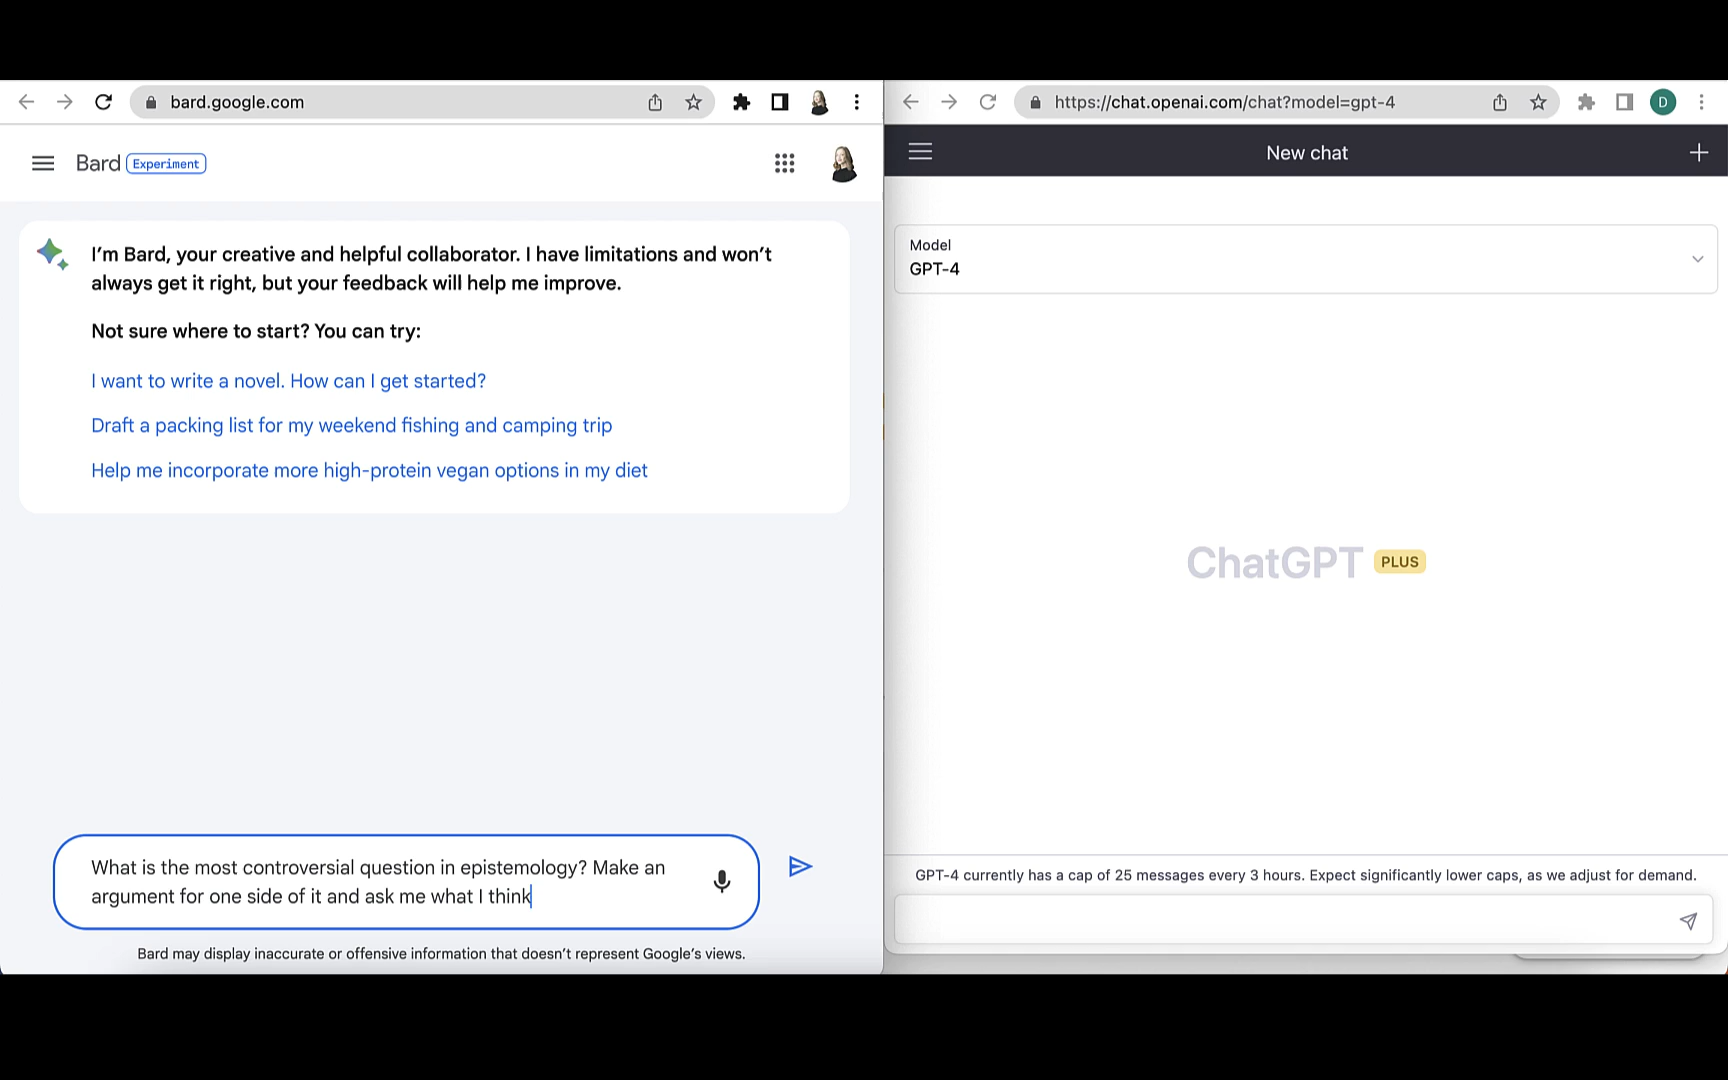 bard.google.com
Bard Experiment
I'm Bard, your creative and helpful collaborator. I have limitations and won't
always get it right, but your feedback will help me improve.
Not sure where to start? You can try:
I want to write a novel. How can I get started?
Draft a packing list for my weekend fishing and camping trip
Help me incorporate more high-protein vegan options in my diet
What is the most controversial question in epistemology? Make an
argument for one side of it and ask me what I think
Bard may display inaccurate or offensive information that doesn't represent Google's views.
https://chat.openai.com/chat?model=gpt-4
D
New chat
Model
GPT-4
ChatGPT PLUS
GPT-4 currently has a cap of 25 messages every 3 hours. Expect significantly lower caps, as we adjust for demand.